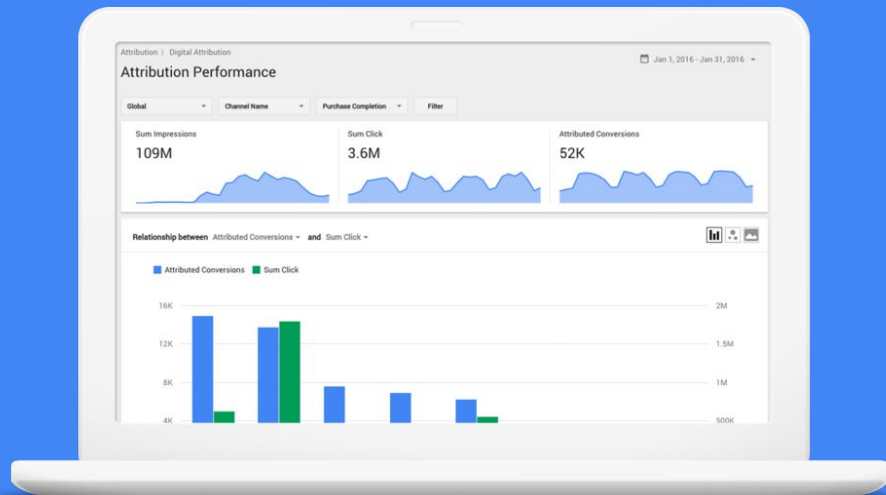 Attribution > Digital Attribution
Attribution Performance
Jan 1, 2016 - Jan 31, 2016
Global Channel Name Purchase Completion Filter
Sum Impressions Sum Click Attributed Conversions
109M 3.6M 52K
Relationship between Attributed Conversions and Sum Click
Attributed Conversions Sum Click
16K 2M
12K 1.5M
8K 1M
4K 500K